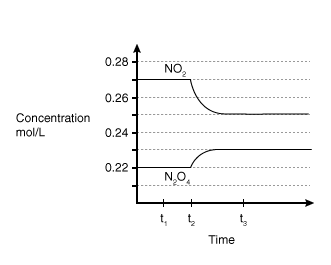 0.28
NO₂
0.26
Concentration
mol/L
0.24
0.22
N₂O₄
t₁ t₂ t₃
Time